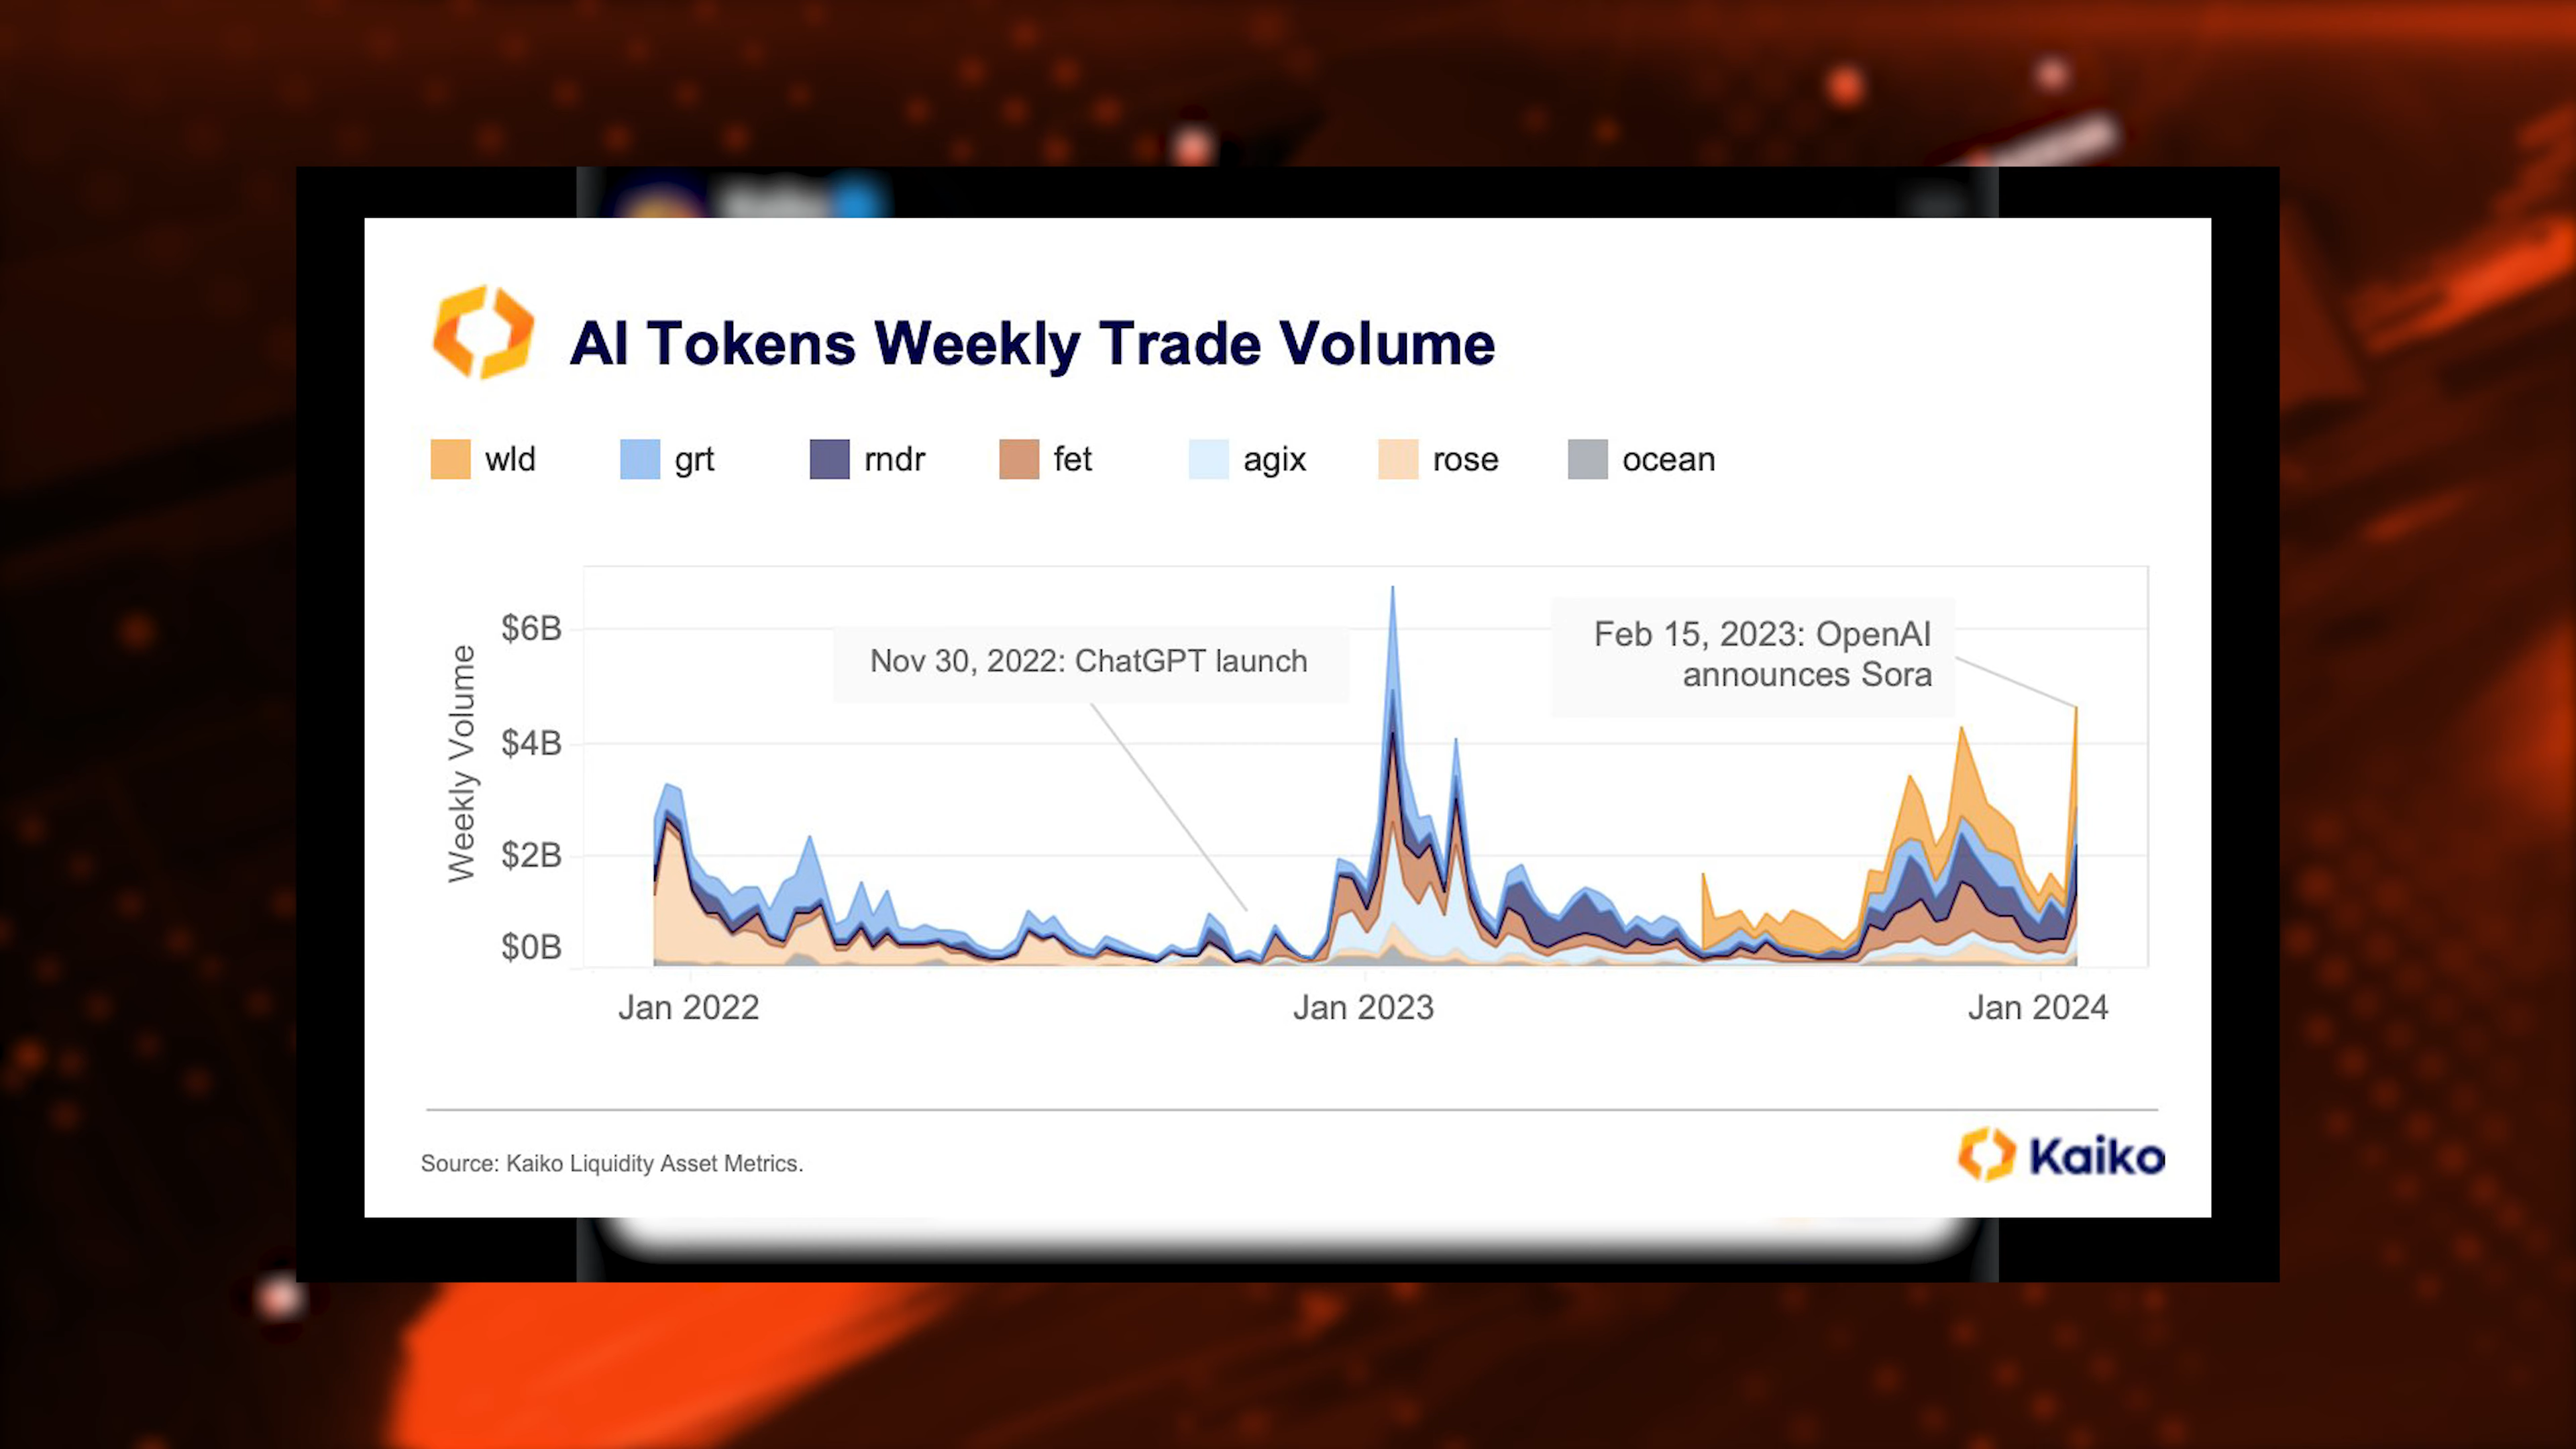 AI Tokens Weekly Trade Volume
wld grt rndr fet agix rose ocean
Weekly Volume
$6B
$4B
$2B
$0B
Nov 30, 2022: ChatGPT launch
Feb 15, 2023: OpenAI
announces Sora
Jan 2022 Jan 2023 Jan 2024
Source: Kaiko Liquidity Asset Metrics.
Kaiko